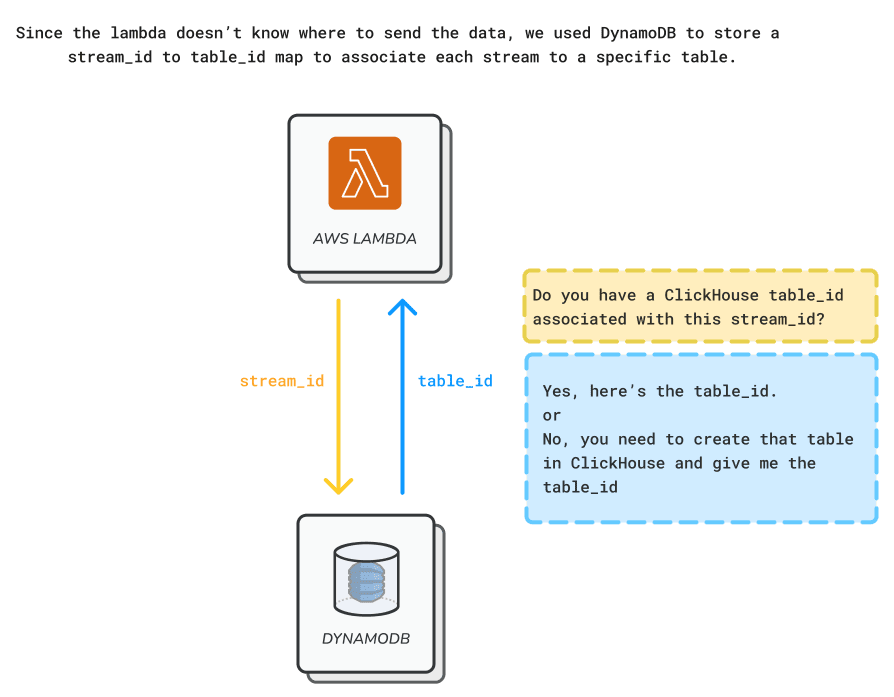 Since the lambda doesn’t know where to send the data, we used DynamoDB to store a
stream_id to table_id map to associate each stream to a specific table.
AWS LAMBDA
Do you have a ClickHouse table_id
associated with this stream_id?
stream_id
table_id
Yes, here’s the table_id.
or
No, you need to create that table
in ClickHouse and give me the
table_id
DYNAMODB